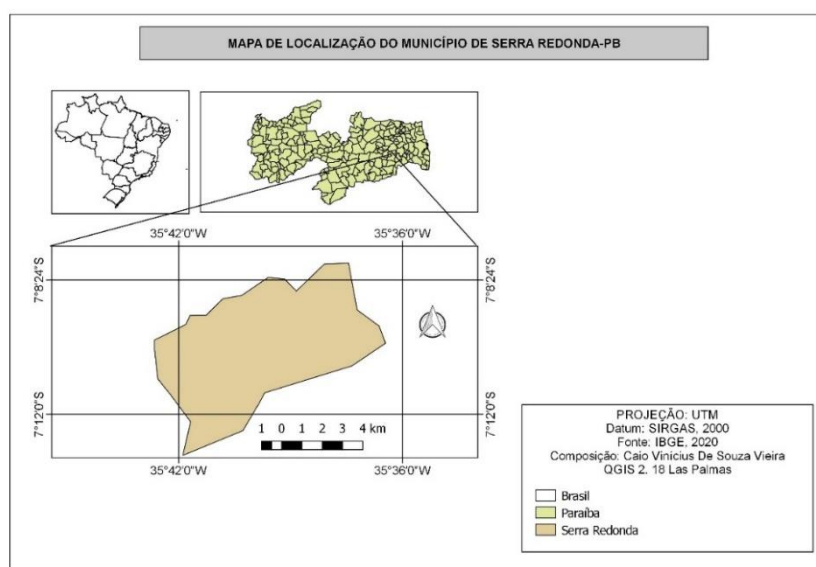 MAPA DE LOCALIZAÇÃO DO MUNICÍPIO DE SERRA REDONDA-PB
35°42'0"W
35°36'0"W
7°8'24"S
7°8'24"S
7°12'0"S
7°12'0"S
1 0 1 2 3 4 km
35°42'0"W
35°36'0"W
PROJEÇÃO: UTM
Datum: SIRGAS, 2000
Fonte: IBGE, 2020
Composição: Caio Vinícius De Souza Vieira
QGIS 2. 18 Las Palmas
Brasil
Paraíba
Serra Redonda